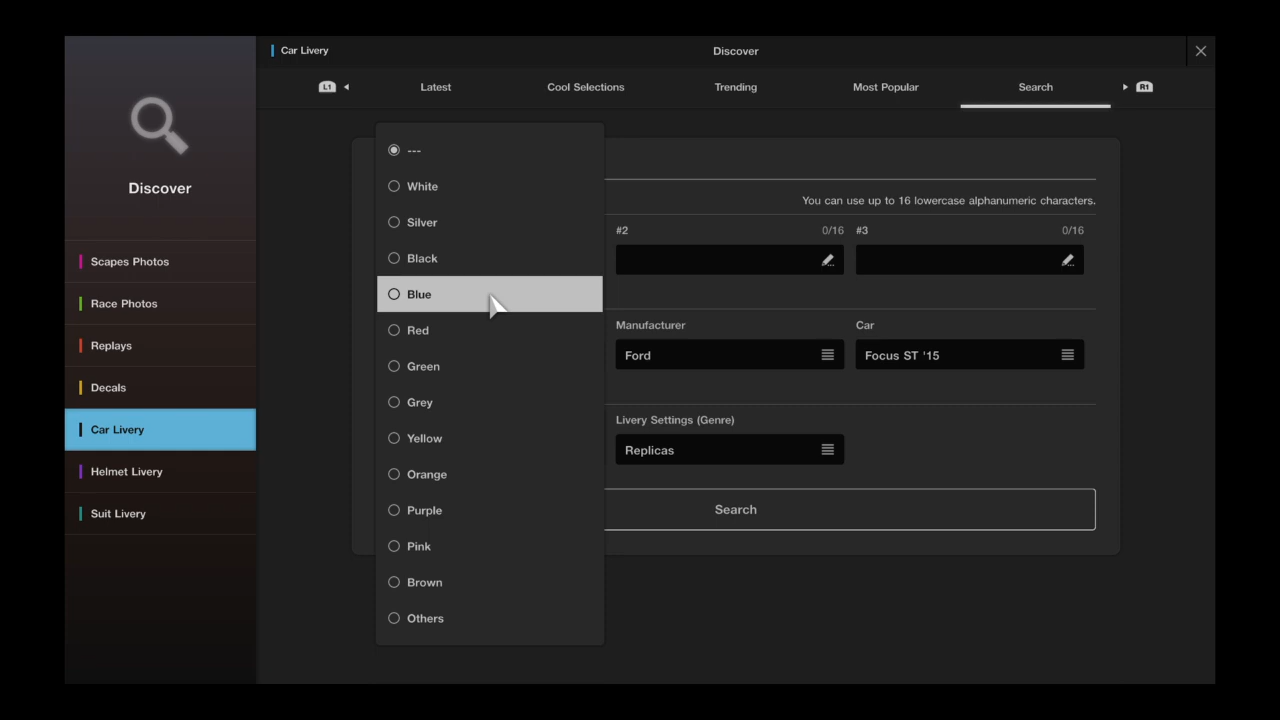 Car Livery
Discover
L1
Latest
Cool Selections
Trending
Most Popular
Search
R1
Discover
Scapes Photos
Race Photos
Replays
Decals
Car Livery
Helmet Livery
Suit Livery
---
White
Silver
Black
Blue
Red
Green
Grey
Yellow
Orange
Purple
Pink
Brown
Others
You can use up to 16 lowercase alphanumeric characters.
#2 0/16 #3 0/16
Manufacturer Car
Ford Focus ST '15
Livery Settings (Genre)
Replicas
Search